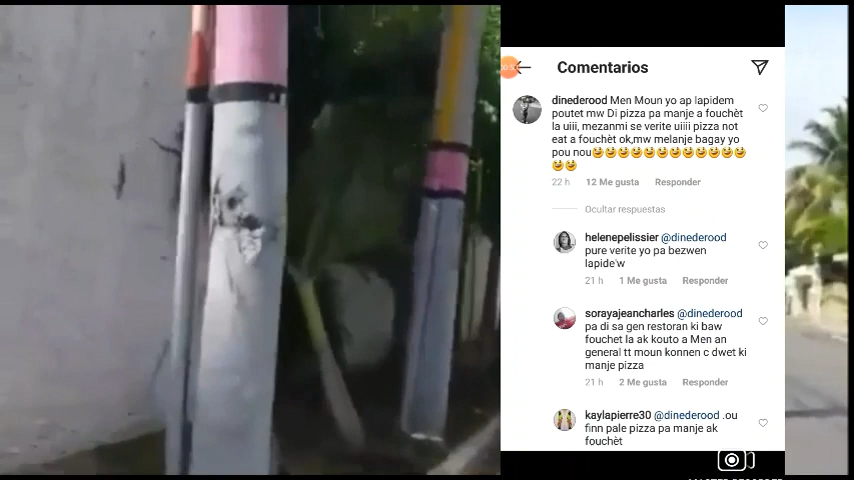 Comentarios
dinederood Men Moun yo ap lapidem
poutet mw Di pizza pa manje a fouchèt
la uiii, mezanmi se verite uiiii pizza not
eat a fouchèt ok,mw melanje bagay yo
pou nou🤣🤣🤣🤣🤣🤣🤣🤣🤣🤣🤣🤣
🤣🤣
22 h 12 Me gusta Responder
Ocultar respuestas
helenepelissier @dinederood
pure verite yo pa bezwen
lapide'w
21 h 1 Me gusta Responder
sorayajeancharles @dinederood
pa di sa gen restoran ki baw
fouchet la ak kouto a Men an
general tt moun konnen c dwet ki
manje pizza
21 h 2 Me gusta Responder
kaylapierre30 @dinederood .ou
finn pale pizza pa manje ak
fouchèt